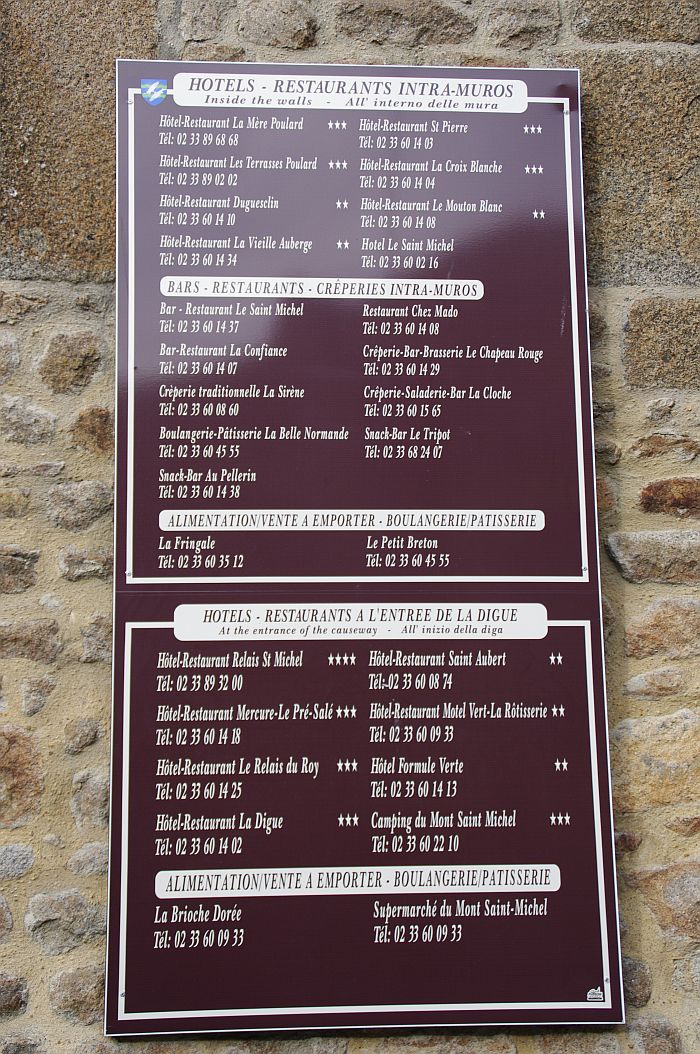 HOTELS - RESTAURANTS INTRA-MUROS
Inside the walls - All' interno delle mura
Hôtel-Restaurant La Mère Poulard ★★★
Tél: 02 33 89 68 68
Hôtel-Restaurant St Pierre ★★★
Tél: 02 33 60 14 03
Hôtel-Restaurant Les Terrasses Poulard ★★★
Tél: 02 33 89 02 02
Hôtel-Restaurant La Croix Blanche ★★★
Tél: 02 33 60 14 04
Hôtel-Restaurant Duguesclin ★★
Tél: 02 33 60 14 10
Hôtel-Restaurant Le Mouton Blanc ★★
Tél: 02 33 60 14 08
Hôtel-Restaurant La Vieille Auberge ★★
Tél: 02 33 60 14 34
Hotel Le Saint Michel
Tél: 02 33 60 02 16
BARS - RESTAURANTS - CRÊPERIES INTRA-MUROS
Bar - Restaurant Le Saint Michel
Tél: 02 33 60 14 37
Restaurant Chez Mado
Tél: 02 33 60 14 08
Bar-Restaurant La Confiance
Tél: 02 33 60 14 07
Crêperie-Bar-Brasserie Le Chapeau Rouge
Tél: 02 33 60 14 29
Crèperie traditionnelle La Sirène
Tél: 02 33 60 08 60
Crêperie-Saladerie-Bar La Cloche
Tél: 02 33 60 15 65
Boulangerie-Pâtisserie La Belle Normande
Tél: 02 33 60 45 55
Snack-Bar Le Tripot
Tél: 02 33 68 24 07
Snack-Bar Au Pellerin
Tél: 02 33 60 14 38
ALIMENTATION/VENTE A EMPORTER - BOULANGERIE/PATISSERIE
La Fringale
Tél: 02 33 60 35 12
Le Petit Breton
Tél: 02 33 60 45 55
HOTELS - RESTAURANTS A L'ENTREE DE LA DIGUE
At the entrance of the causeway - All' inizio della diga
Hôtel-Restaurant Relais St Michel ★★★★
Tél: 02 33 89 32 00
Hôtel-Restaurant Saint Aubert ★★
Tél: 02 33 60 08 74
Hôtel-Restaurant Mercure-Le Pré-Salé ★★★
Tél: 02 33 60 14 18
Hôtel-Restaurant Motel Vert-La Rôtisserie ★★
Tél: 02 33 60 09 33
Hôtel-Restaurant Le Relais du Roy ★★★
Tél: 02 33 60 14 25
Hôtel Formule Verte ★★
Tél: 02 33 60 14 13
Hôtel-Restaurant La Digue ★★★
Tél: 02 33 60 14 02
Camping du Mont Saint Michel ★★★
Tél: 02 33 60 22 10
ALIMENTATION/VENTE A EMPORTER - BOULANGERIE/PATISSERIE
La Brioche Dorée
Tél: 02 33 60 09 33
Supermarché du Mont Saint-Michel
Tél: 02 33 60 09 33